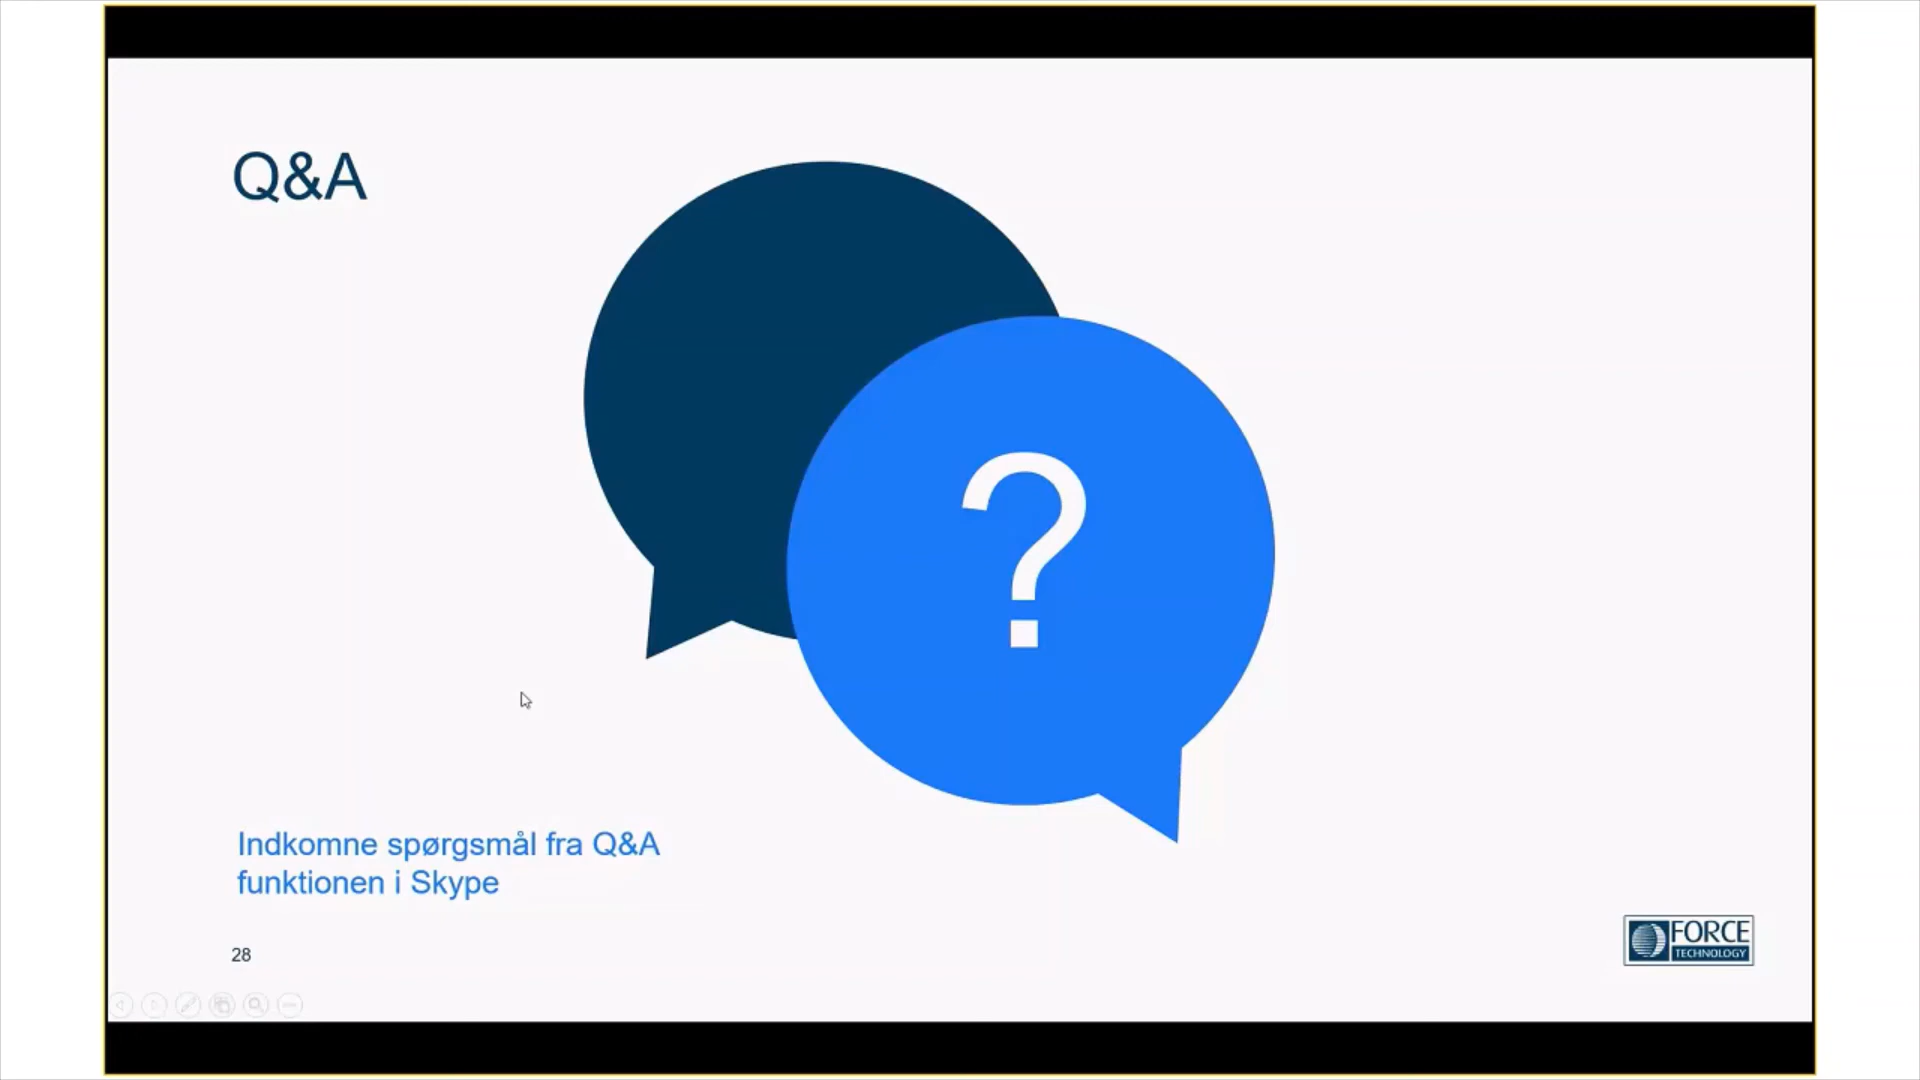 Q&A
?
Indkomne spørgsmål fra Q&A
funktionen i Skype
28
FORCE
TECHNOLOGY